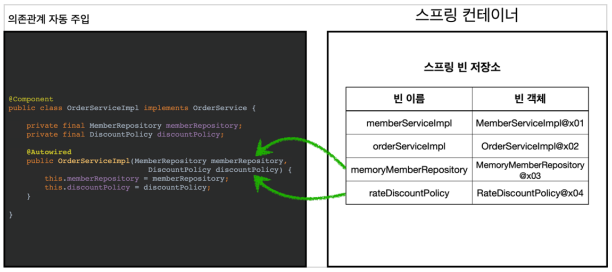 의존관계 자동 주입
@Component
public class OrderServiceImpl implements OrderService {
private final MemberRepository memberRepository;
private final DiscountPolicy discountPolicy;
@Autowired
public OrderServiceImpl(MemberRepository memberRepository,
DiscountPolicy discountPolicy) {
this.memberRepository = memberRepository;
this.discountPolicy = discountPolicy;
}
}
스프링 컨테이너
스프링 빈 저장소
빈 이름 빈 객체
memberServiceImpl MemberServiceImpl@x01
orderServiceImpl OrderServiceImpl@x02
memoryMemberRepository MemoryMemberRepository
@x03
rateDiscountPolicy RateDiscountPolicy@x04